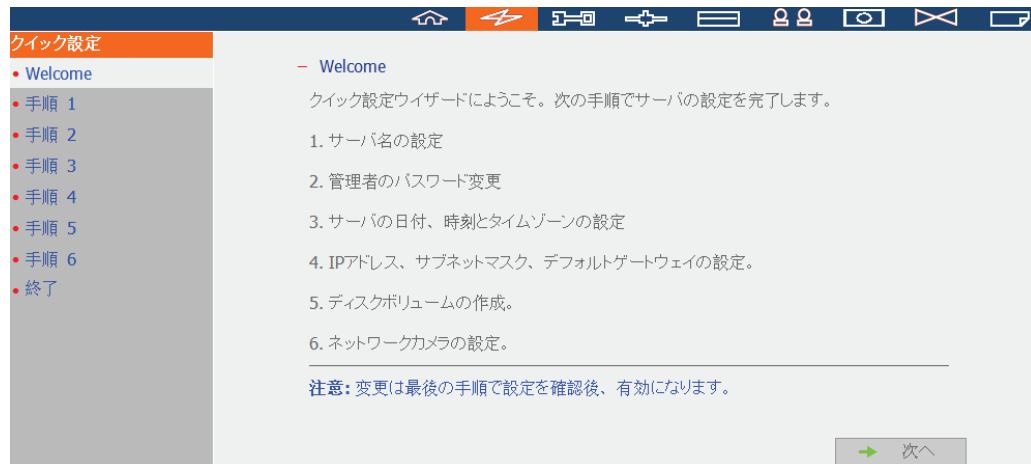 クイック設定
• Welcome
• 手順 1
• 手順 2
• 手順 3
• 手順 4
• 手順 5
• 手順 6
• 終了
− Welcome
クイック設定ウィザードにようこそ。次の手順でサーバの設定を完了します。
1. サーバ名の設定
2. 管理者のパスワード変更
3. サーバの日付、時刻とタイムゾーンの設定
4. IPアドレス、サブネットマスク、デフォルトゲートウェイの設定。
5. ディスクボリュームの作成。
6. ネットワークカメラの設定。
注意: 変更は最後の手順で設定を確認後、有効になります。
次へ